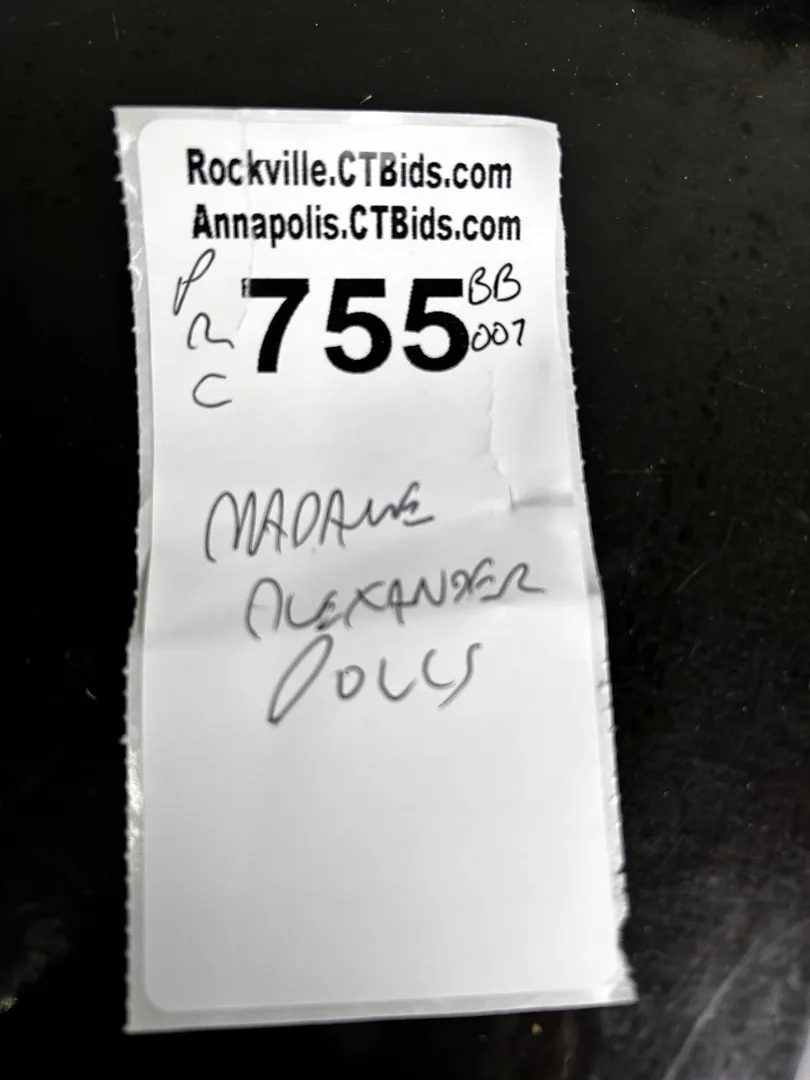 Rockville.CTBids.com
Annapolis.CTBids.com
P
R
C
755
BB
007
MADAME
ALEXANDER
DOLLS